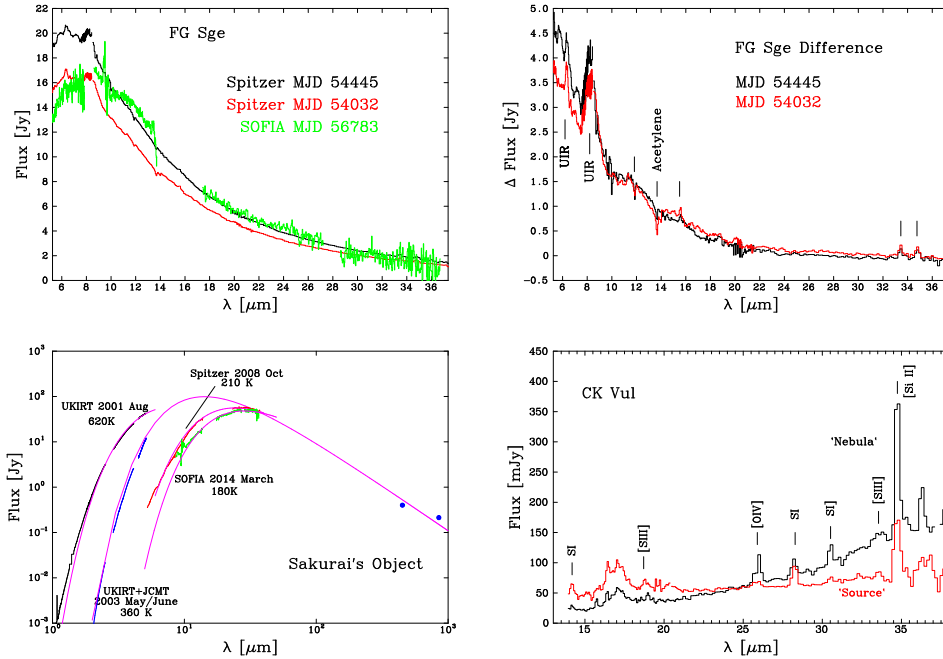 FG Sge
Spitzer MJD 54445
Spitzer MJD 54032
SOFIA MJD 56783
Flux [Jy]
22
20
18
16
14
12
10
8
6
4
2
0
6 8 10 12 14 16 18 20 22 24 26 28 30 32 34 36
λ [μm]
FG Sge Difference
MJD 54445
MJD 54032
UIR
UIR
Acetylene
Δ Flux [Jy]
5.0
4.5
4.0
3.5
3.0
2.5
2.0
1.5
1.0
0.5
0.0
−0.5
6 8 10 12 14 16 18 20 22 24 26 28 30 32 34 36
λ [μm]
Spitzer 2008 Oct
210 K
UKIRT 2001 Aug
620K
SOFIA 2014 March
180K
Sakurai's Object
UKIRT+JCMT
2003 May/June
360 K
Flux [Jy]
10³
10²
10¹
10⁰
10⁻¹
10⁻²
10⁻³
10⁰ 10¹ 10² 10³
λ [μm]
CK Vul
[Si II]
'Nebula'
[SIII]
SI]
SI
[OIV]
[SIII]
SI
'Source'
Flux [mJy]
450
400
350
300
250
200
150
100
50
0
15 20 25 30 35
λ [μm]